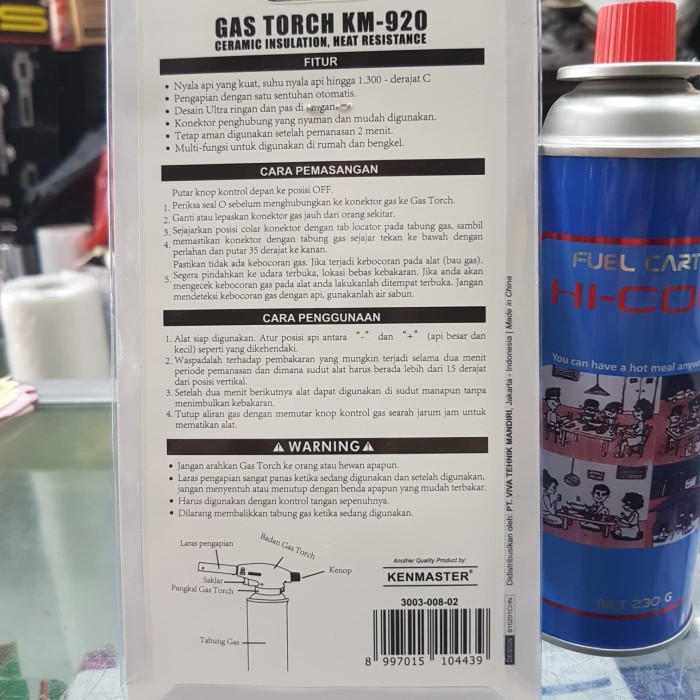 GAS TORCH KM-920
CERAMIC INSULATION, HEAT RESISTANCE
FITUR
• Nyala api yang kuat, suhu nyala api hingga 1.300 - derajat C
• Pengapian dengan satu sentuhan otomatis.
• Desain Ultra ringan dan pas di
• Konektor penghubung yang nyaman dan mudah digunakan.
• Tetap aman digunakan setelah pemanasan 2 menit.
• Multi-fungsi untuk digunakan di rumah dan bengkel.
CARA PEMASANGAN
Putar knop kontrol depan ke posisi OFF.
1. Periksa seal O sebelum menghubungkan ke konektor gas ke Gas Torch.
2. Ganti atau lepaskan konektor gas jauh dari orang sekitar.
3. Sejajarkan posisi colar konektor dengan tab locator pada tabung gas, sambil
4. memastikan konektor dengan tabung gas sejajar tekan ke bawah dengan
perlahan dan putar 35 derajat ke kanan.
Pastikan tidak ada kebocoran gas. Jika terjadi kebocoran pada alat (bau gas).
5. Segera pindahkan ke udara terbuka, lokasi bebas kebakaran. Jika anda akan
mengecek kebocoran gas pada alat anda lakukanlah ditempat terbuka. Jangan
mendeteksi kebocoran gas dengan api, gunakanlah air sabun.
CARA PENGGUNAAN
1. Alat siap digunakan. Atur posisi api antara "-" dan "+" (api besar dan
kecil) seperti yang dikehendaki.
2. Waspadalah terhadap pembakaran yang mungkin terjadi selama dua menit
periode pemanasan dan dimana sudut alat harus berada lebih dari 15 derajat
dari posisi vertikal.
3. Setelah dua menit berikutnya alat dapat digunakan di sudut manapun tanpa
menimbulkan kebakaran.
4. Tutup aliran gas dengan memutar knop kontrol gas searah jarum jam untuk
mematikan alat.
WARNING
• Jangan arahkan Gas Torch ke orang atau hewan apapun.
• Laras pengapian sangat panas ketika sedang digunakan dan setelah digunakan,
jangan menyentuh atau menutup dengan benda apapun yang mudah terbakar.
• Harus digunakan dengan kontrol tangan sepenuhnya.
• Dilarang membalikkan tabung gas ketika sedang digunakan.
Laras pengapian
Badan Gas Torch
Kenop
Saklar
Pangkal Gas Torch
Tabung Gas
Another Quality Product by:
KENMASTER®
3003-008-02
8 997015 104439
Didistribusikan oleh: PT. VIVA TEHNIK MANDIRI, Jakarta - Indonesia | Made in China
DESIGN 910201CHN
FUEL CART
HI-CO
You can have a hot meal anyw
NET 230 G